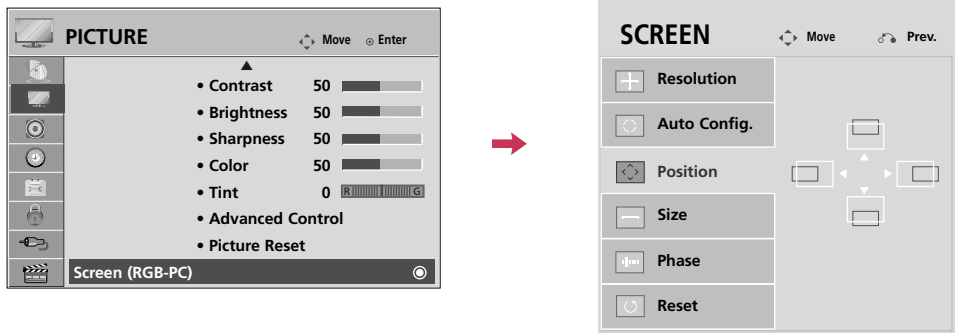 PICTURE Move Enter
• Contrast 50
• Brightness 50
• Sharpness 50
• Color 50
• Tint 0 R G
• Advanced Control
• Picture Reset
Screen (RGB-PC)
SCREEN Move Prev.
Resolution
Auto Config.
Position
Size
Phase
Reset